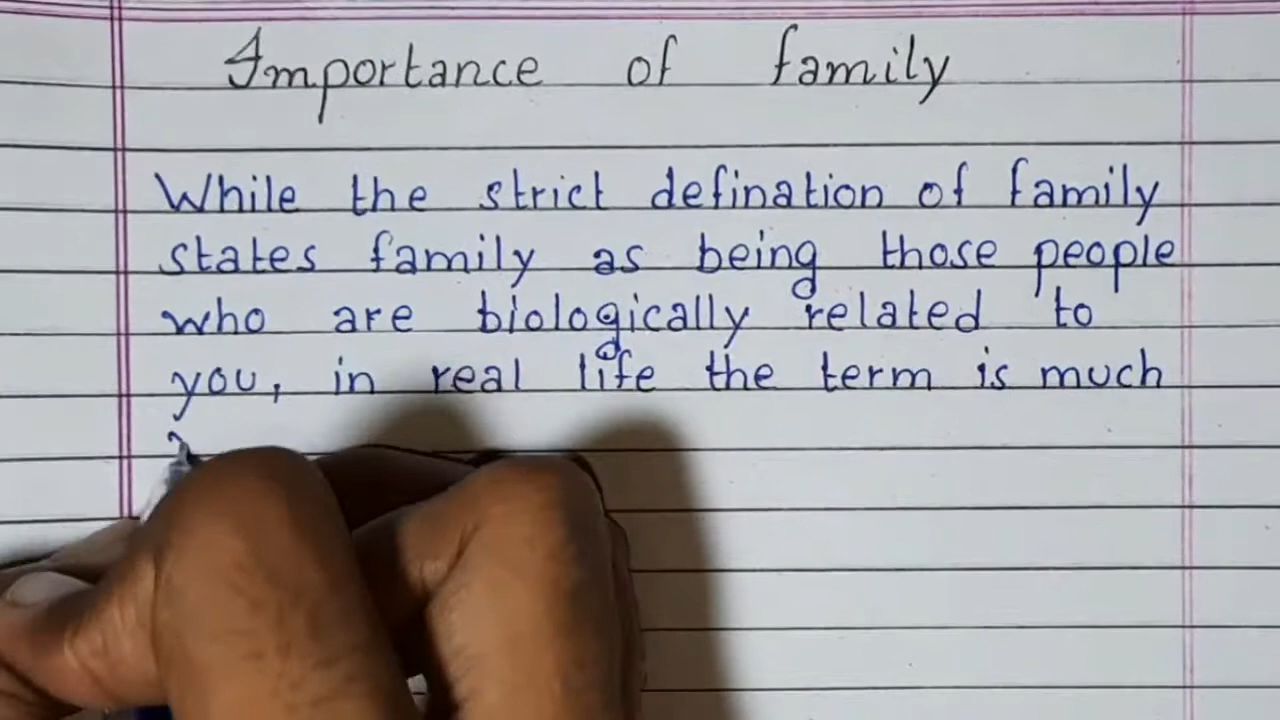 Importance of family
While the strict defination of family
states family as being those people
who are biologically related to
you, in real life the term is much